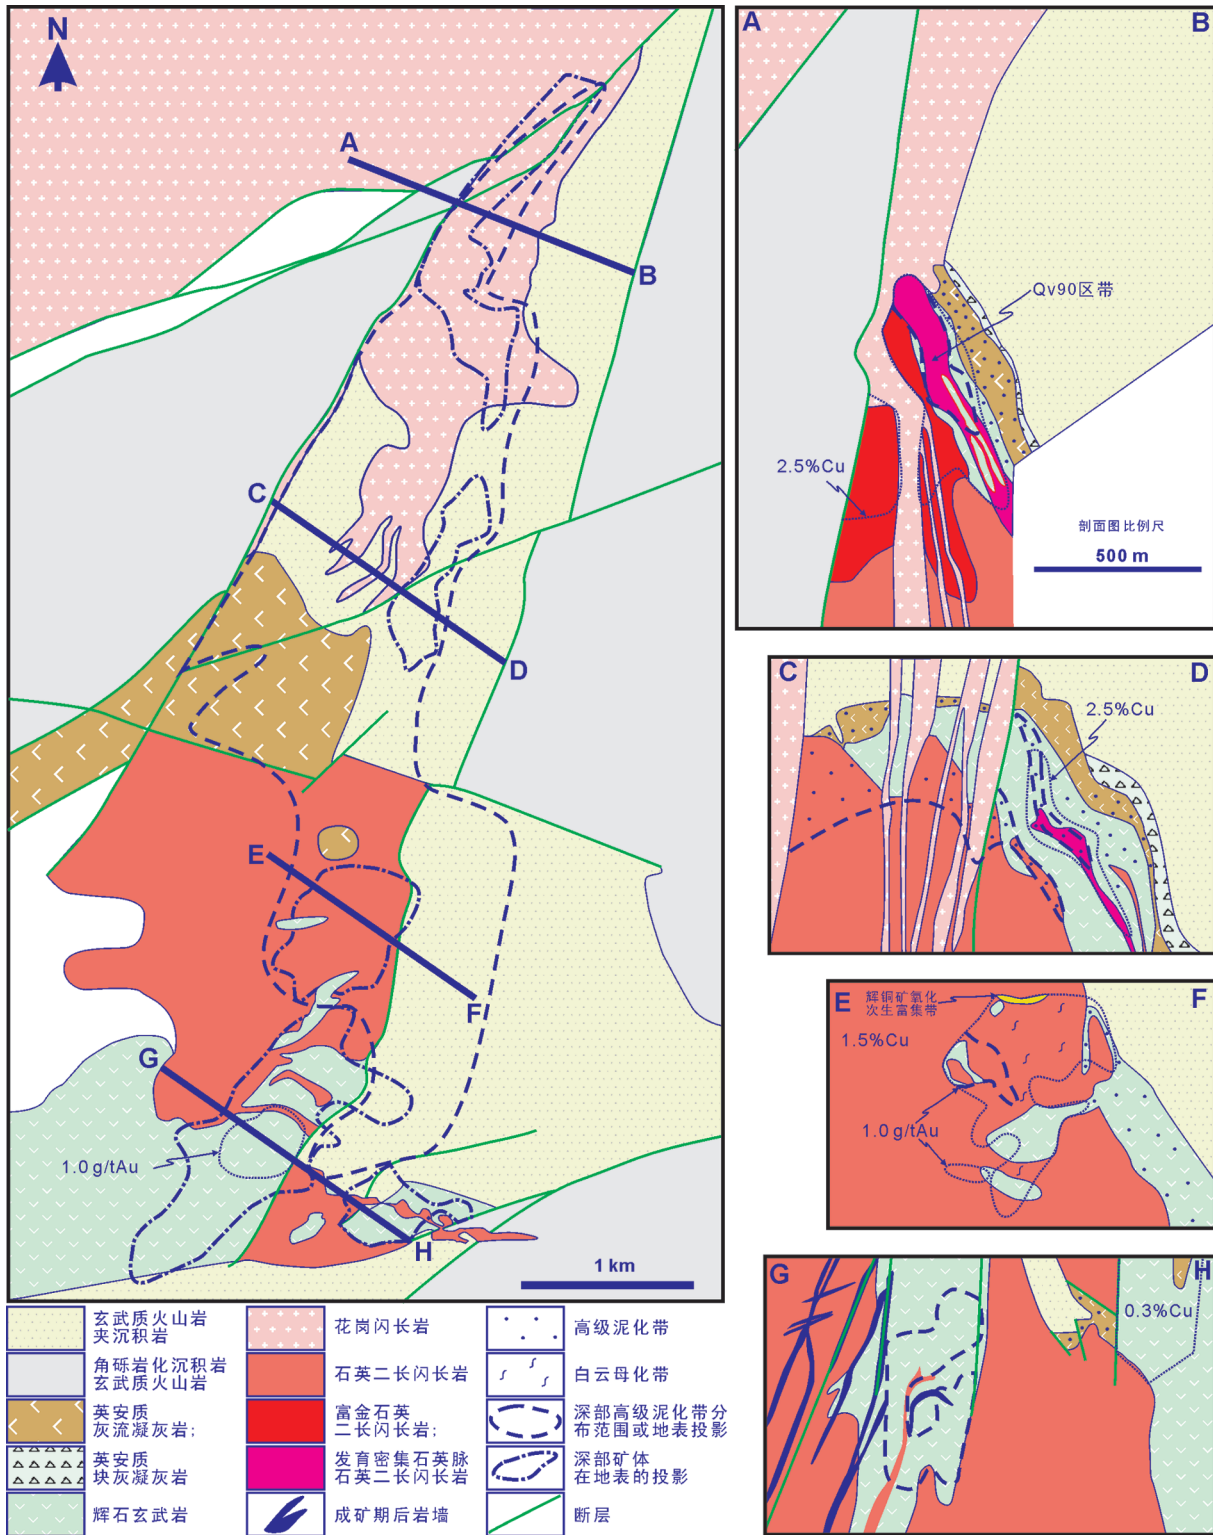 N
A
B
C
D
E
F
G
H
1.0 g/tAu
1 km
A
B
Qv90区带
2.5%Cu
剖面图比例尺
500 m
C
D
2.5%Cu
E
F
辉铜矿氧化
次生富集带
1.5%Cu
1.0 g/tAu
G
H
0.3%Cu
玄武质火山岩
夹沉积岩
角砾岩化沉积岩
玄武质火山岩
英安质
灰流凝灰岩;
英安质
块灰凝灰岩
辉石玄武岩
花岗闪长岩
石英二长闪长岩
富金石英
二长闪长岩;
发育密集石英脉
石英二长闪长岩
成矿期后岩墙
高级泥化带
白云母化带
深部高级泥化带分
布范围或地表投影
深部矿体
在地表的投影
断层